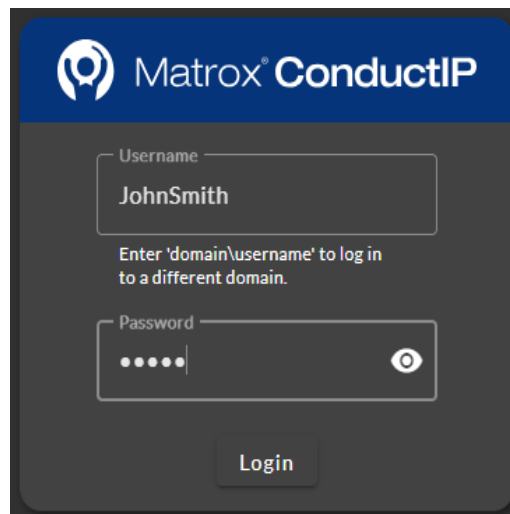 Matrox® ConductIP
Username
JohnSmith
Enter 'domain\username' to log in
to a different domain.
Password
•••••
Login